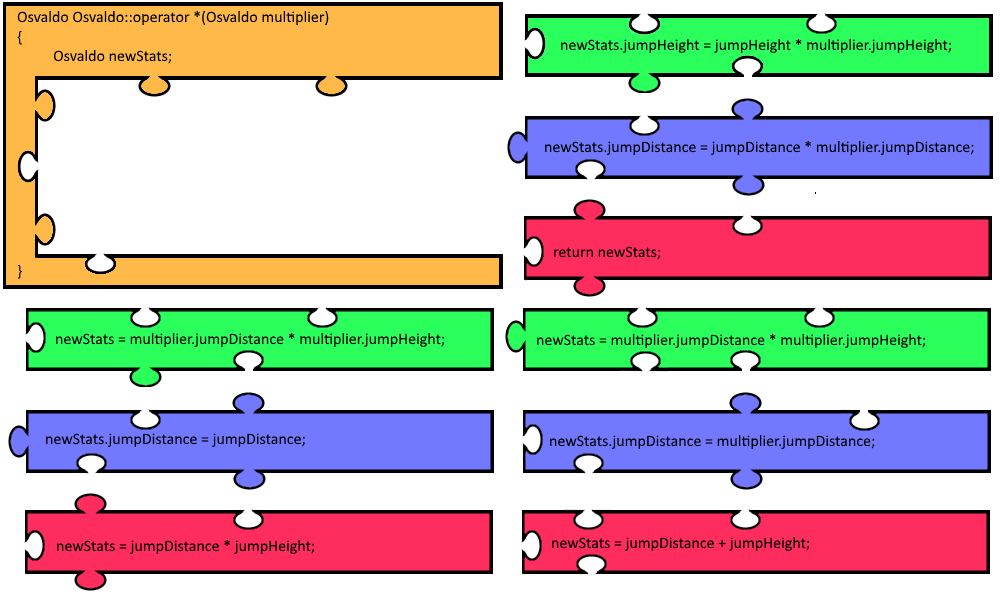 Osvaldo Osvaldo::operator *(Osvaldo multiplier)
{
Osvaldo newStats;
}
newStats.jumpHeight = jumpHeight * multiplier.jumpHeight;
newStats.jumpDistance = jumpDistance * multiplier.jumpDistance;
return newStats;
newStats = multiplier.jumpDistance * multiplier.jumpHeight;
newStats = multiplier.jumpDistance * multiplier.jumpHeight;
newStats.jumpDistance = jumpDistance;
newStats.jumpDistance = multiplier.jumpDistance;
newStats = jumpDistance * jumpHeight;
newStats = jumpDistance + jumpHeight;